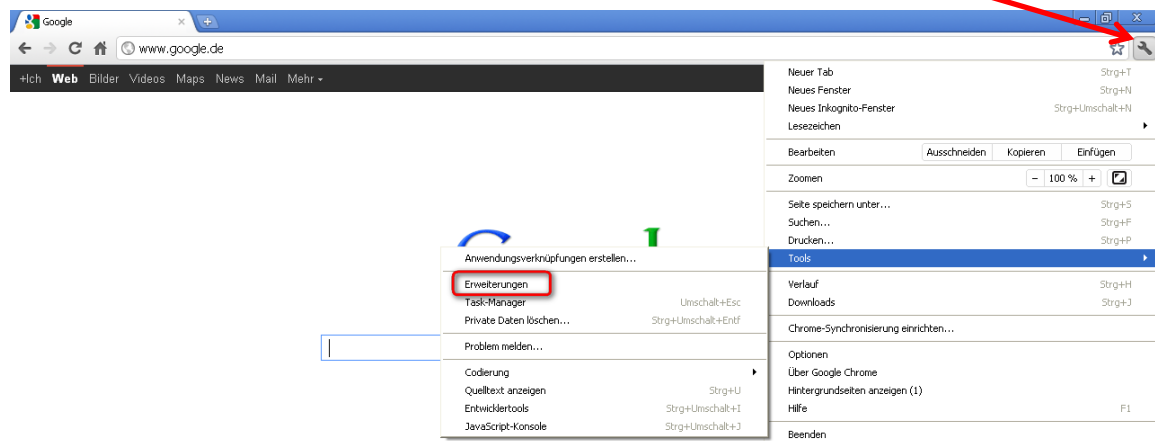 Google
www.google.de
+Ich Web Bilder Videos Maps News Mail Mehr
Neuer Tab Strg+T
Neues Fenster Strg+N
Neues Inkognito-Fenster Strg+Umschalt+N
Lesezeichen
Bearbeiten Ausschneiden Kopieren Einfügen
Zoomen - 100 % +
Seite speichern unter... Strg+S
Suchen... Strg+F
Drucken... Strg+P
Tools
Verlauf Strg+H
Downloads Strg+J
Chrome-Synchronisierung einrichten...
Optionen
Über Google Chrome
Hintergrundseiten anzeigen (1)
Hilfe F1
Beenden
Anwendungsverknüpfungen erstellen...
Erweiterungen
Task-Manager Umschalt+Esc
Private Daten löschen... Strg+Umschalt+Entf
Problem melden...
Codierung
Quelltext anzeigen Strg+U
Entwicklertools Strg+Umschalt+I
JavaScript-Konsole Strg+Umschalt+J